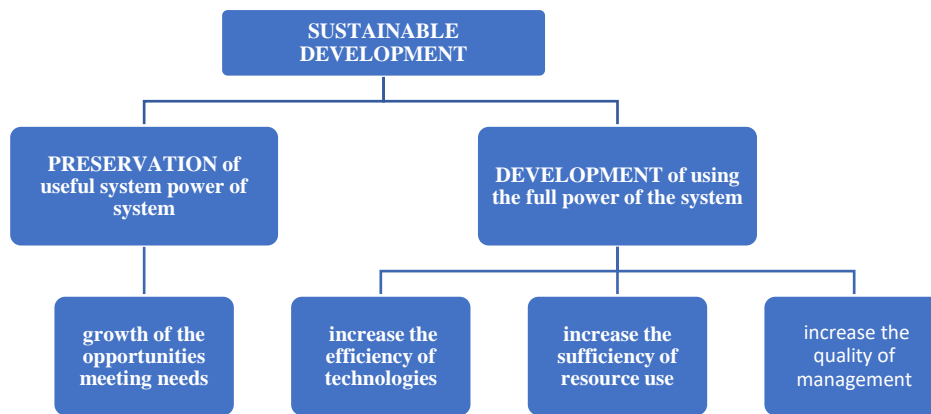 SUSTAINABLE
DEVELOPMENT
PRESERVATION of
useful system power of
system
DEVELOPMENT of using
the full power of the system
growth of the
opportunities
meeting needs
increase the
efficiency of
technologies
increase the
sufficiency of
resource use
increase the
quality of
management